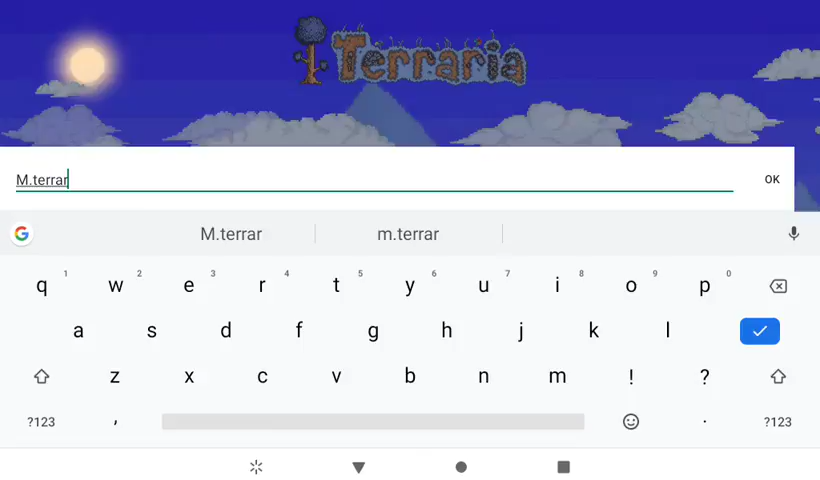 Terraria
M.terrar
OK
G
M.terrar m.terrar
q 1 w 2 e 3 r 4 t 5 y 6 u 7 i 8 o 9 p 0
a s d f g h j k l
z x c v b n m ! ?
?123 , . ?123